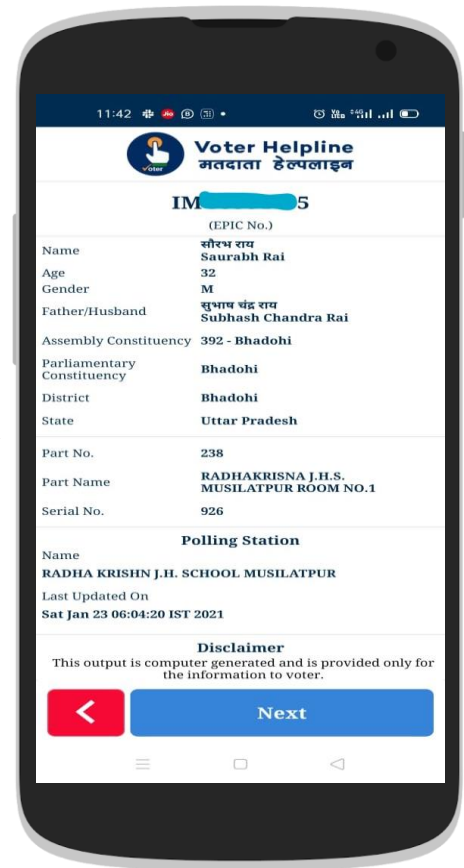 11:42
Voter Helpline
मतदाता हेल्पलाइन
Voter
IM 5
(EPIC No.)
Name सौरभ राय
Saurabh Rai
Age 32
Gender M
Father/Husband सुभाष चंद्र राय
Subhash Chandra Rai
Assembly Constituency 392 - Bhadohi
Parliamentary
Constituency Bhadohi
District Bhadohi
State Uttar Pradesh
Part No. 238
Part Name RADHAKRISNA J.H.S.
MUSILATPUR ROOM NO.1
Serial No. 926
Polling Station
Name
RADHA KRISHN J.H. SCHOOL MUSILATPUR
Last Updated On
Sat Jan 23 06:04:20 IST 2021
Disclaimer
This output is computer generated and is provided only for
the information to voter.
Next